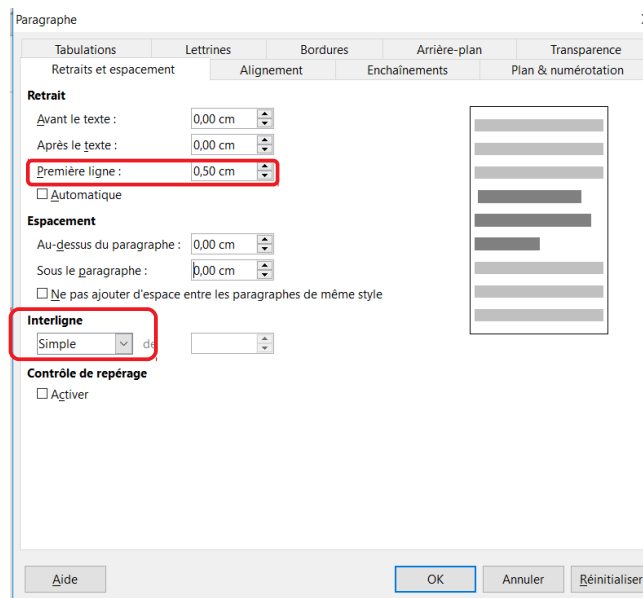 Paragraphe
Tabulations Lettrines Bordures Arrière-plan Transparence
Retraits et espacement Alignement Enchaînements Plan & numérotation
Retrait
Avant le texte : 0,00 cm
Après le texte : 0,00 cm
Première ligne : 0,50 cm
Automatique
Espacement
Au-dessus du paragraphe : 0,00 cm
Sous le paragraphe : 0,00 cm
Ne pas ajouter d'espace entre les paragraphes de même style
Interligne
Simple de
Contrôle de repérage
Activer
Aide OK Annuler Réinitialiser